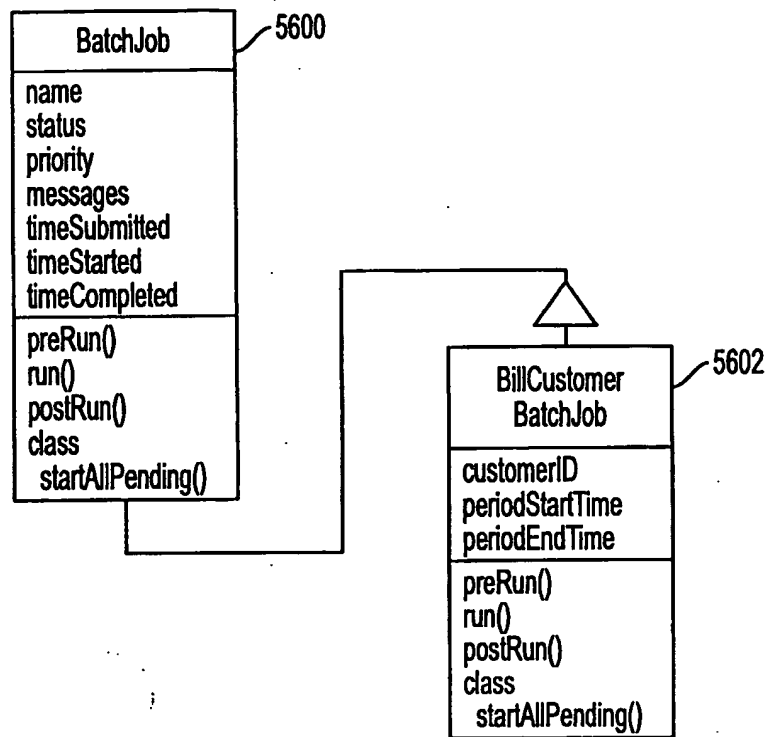 BatchJob
5600
name
status
priority
messages
timeSubmitted
timeStarted
timeCompleted
preRun()
run()
postRun()
class
startAllPending()
BillCustomer
BatchJob
5602
customerID
periodStartTime
periodEndTime
preRun()
run()
postRun()
class
startAllPending()